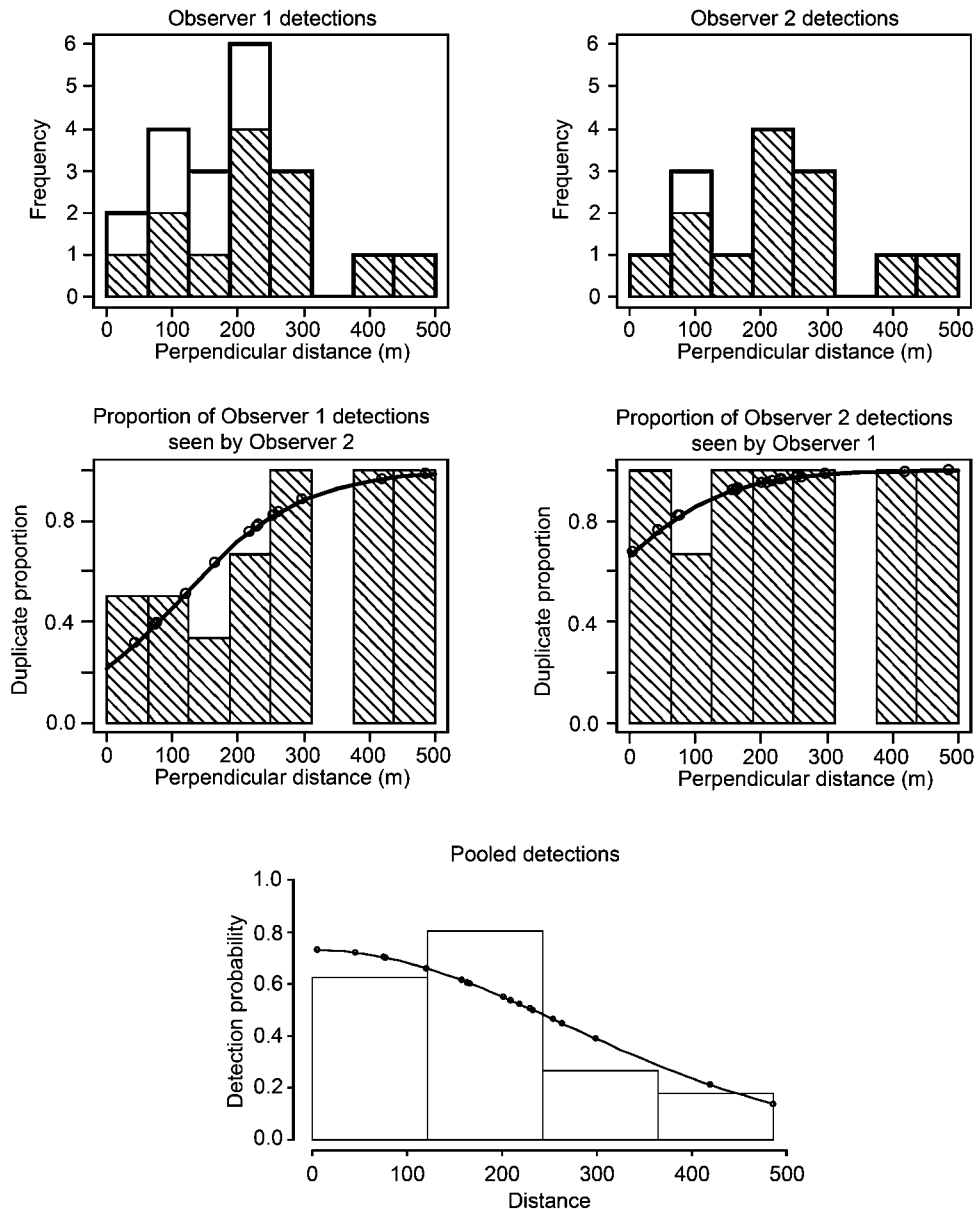 Observer 1 detections
6
5
4
3
2
1
0
Frequency
0 100 200 300 400 500
Perpendicular distance (m)
Observer 2 detections
6
5
4
3
2
1
0
Frequency
0 100 200 300 400 500
Perpendicular distance (m)
Proportion of Observer 1 detections
seen by Observer 2
0.8
0.4
0.0
Duplicate proportion
0 100 200 300 400 500
Perpendicular distance (m)
Proportion of Observer 2 detections
seen by Observer 1
0.8
0.4
0.0
Duplicate proportion
0 100 200 300 400 500
Perpendicular distance (m)
Pooled detections
1.0
0.8
0.6
0.4
0.2
0.0
Detection probability
0 100 200 300 400 500
Distance